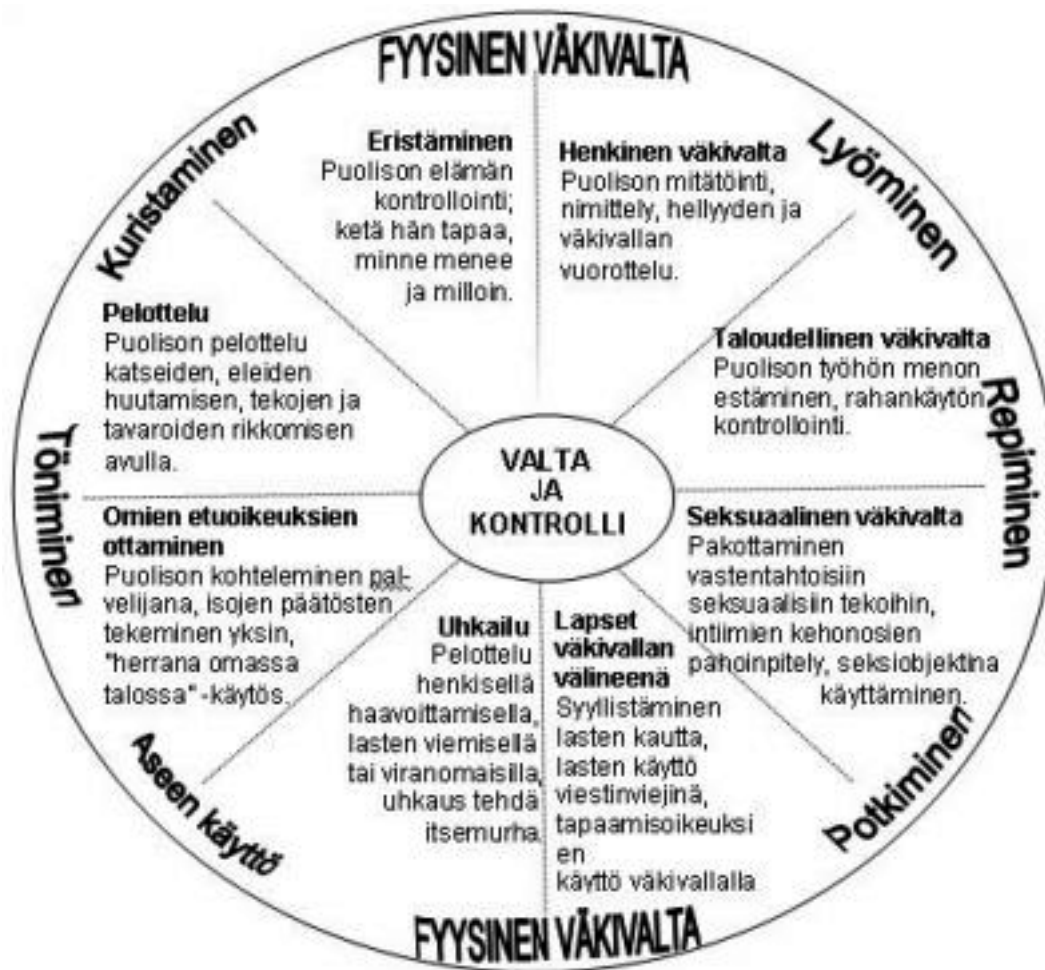 FYYSINEN VÄKIVALTA
Kuristaminen
Lyöminen
Eristäminen
Puolison elämän
kontrollointi;
ketä hän tapaa,
minne menee
ja milloin.
Henkinen väkivalta
Puolison mitätöinti,
nimittely, hellyyden ja
väkivallan
vuorottelu.
Pelottelu
Puolison pelottelu
katseiden, eleiden
huutamisen, tekojen ja
tavaroiden rikkomisen
avulla.
Taloudellinen väkivalta
Puolison työhön menon
estäminen, rahankäytön
kontrollointi.
Töniminen
Repiminen
VALTA
JA
KONTROLLI
Omien etuoikeuksien
ottaminen
Puolison kohteleminen pal-
velijana, isojen päätösten
tekeminen yksin,
"herrana omassa
talossa" -käytös.
Seksuaalinen väkivalta
Pakottaminen
vastentahtoisiin
seksuaalisiin tekoihin,
intiimien kehonosien
pahoinpitely, seksiobjektina
käyttäminen.
Uhkailu
Pelottelu
henkisellä
haavoittamisella,
lasten viemisellä
tai viranomaisilla,
uhkaus tehdä
itsemurha.
Lapset
väkivallan
välineenä
Syyllistäminen
lasten kautta,
lasten käyttö
viestinviejinä,
tapaamisoikeuksi
en
käyttö väkivallalla
Aseen käyttö
Potkiminen
FYYSINEN VÄKIVALTA